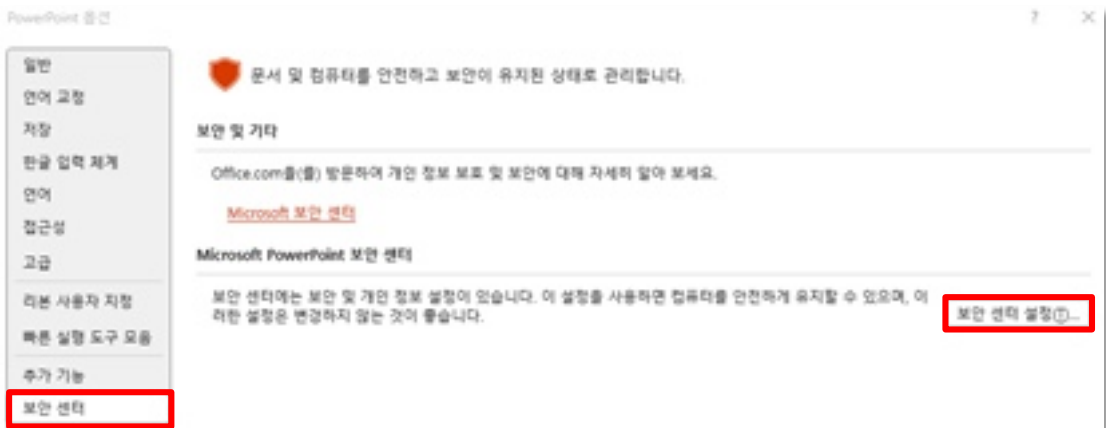 PowerPoint 옵션
?
일반
언어 교정
저장
한글 입력 체계
언어
접근성
고급
리본 사용자 지정
빠른 실행 도구 모음
추가 기능
보안 센터
문서 및 컴퓨터를 안전하고 보안이 유지된 상태로 관리합니다.
보안 및 기타
Office.com을(를) 방문하여 개인 정보 보호 및 보안에 대해 자세히 알아 보세요.
Microsoft 보안 센터
Microsoft PowerPoint 보안 센터
보안 센터에는 보안 및 개인 정보 설정이 있습니다. 이 설정을 사용하면 컴퓨터를 안전하게 유지할 수 있으며, 이
러한 설정은 변경하지 않는 것이 좋습니다.
보안 센터 설정(T)...